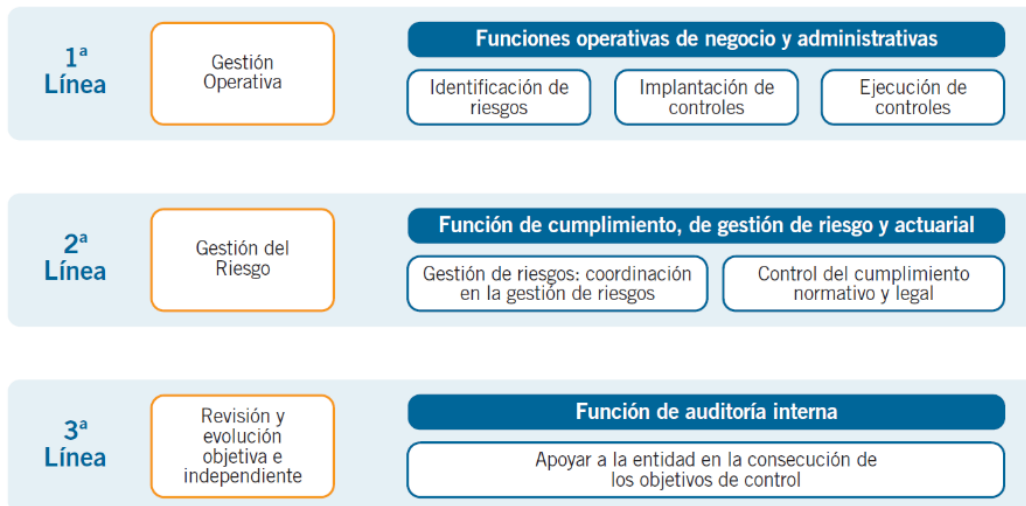 1ª
Línea
Gestión
Operativa
Funciones operativas de negocio y administrativas
Identificación de
riesgos
Implantación de
controles
Ejecución de
controles
2ª
Línea
Gestión del
Riesgo
Función de cumplimiento, de gestión de riesgo y actuarial
Gestión de riesgos: coordinación
en la gestión de riesgos
Control del cumplimiento
normativo y legal
3ª
Línea
Revisión y
evolución
objetiva e
independiente
Función de auditoría interna
Apoyar a la entidad en la consecución de
los objetivos de control